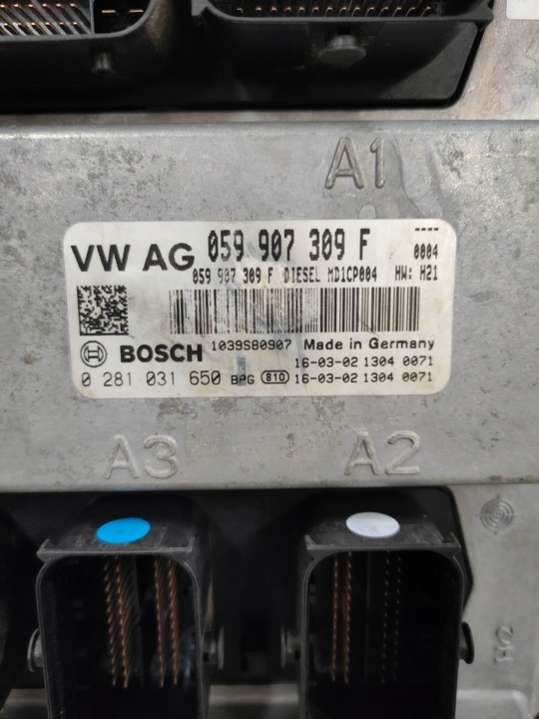 A1
VW AG 059 907 309 F
----
0004
059 907 309 F DIESEL MD1CP004 HW: H21
1039S80907 Made in Germany
BOSCH 16-03-02 1304 0071
0 281 031 650 BPG 810 16-03-02 1304 0071
A3 A2
H2